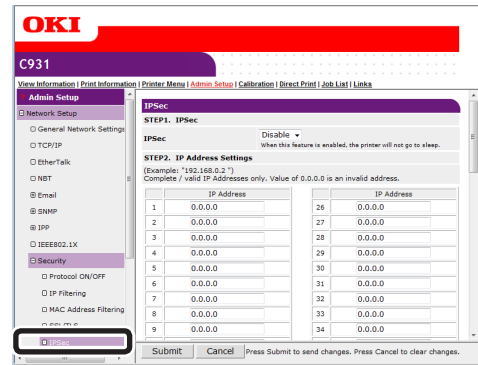 OKI
C931
View Information | Print Information | Printer Menu | Admin Setup | Calibration | Direct Print | Job List | Links
Admin Setup
Network Setup
General Network Settings
TCP/IP
EtherTalk
NBT
Email
SNMP
IPP
IEEE802.1X
Security
Protocol ON/OFF
IP Filtering
MAC Address Filtering
SSL/TLS
IPSec
IPSec
STEP1. IPSec
IPSec Disable
When this feature is enabled, the printer will not go to sleep.
STEP2. IP Address Settings
(Example: "192.168.0.2 ")
Complete / valid IP Addresses only. Value of 0.0.0.0 is an invalid address.
IP Address IP Address
1 0.0.0.0 26 0.0.0.0
2 0.0.0.0 27 0.0.0.0
3 0.0.0.0 28 0.0.0.0
4 0.0.0.0 29 0.0.0.0
5 0.0.0.0 30 0.0.0.0
6 0.0.0.0 31 0.0.0.0
7 0.0.0.0 32 0.0.0.0
8 0.0.0.0 33 0.0.0.0
9 0.0.0.0 34 0.0.0.0
Submit Cancel Press Submit to send changes. Press Cancel to clear changes.